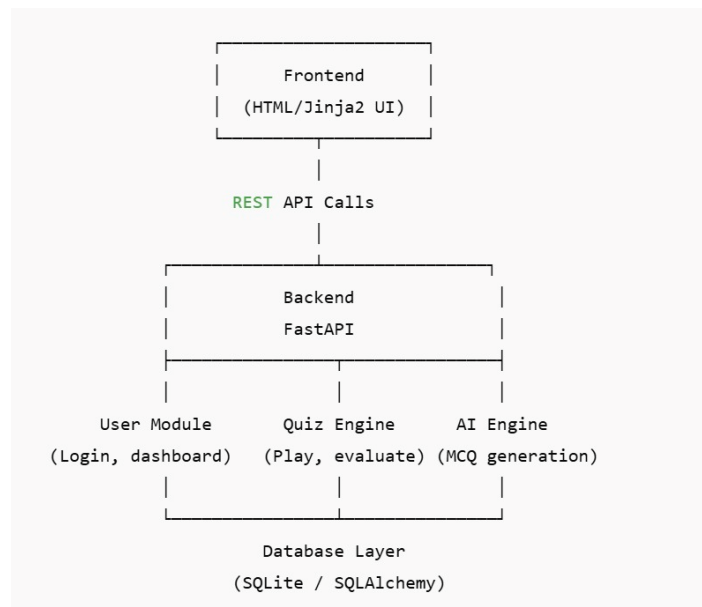 Frontend
(HTML/Jinja2 UI)
REST API Calls
Backend
FastAPI
User Module Quiz Engine AI Engine
(Login, dashboard) (Play, evaluate) (MCQ generation)
Database Layer
(SQLite / SQLAlchemy)